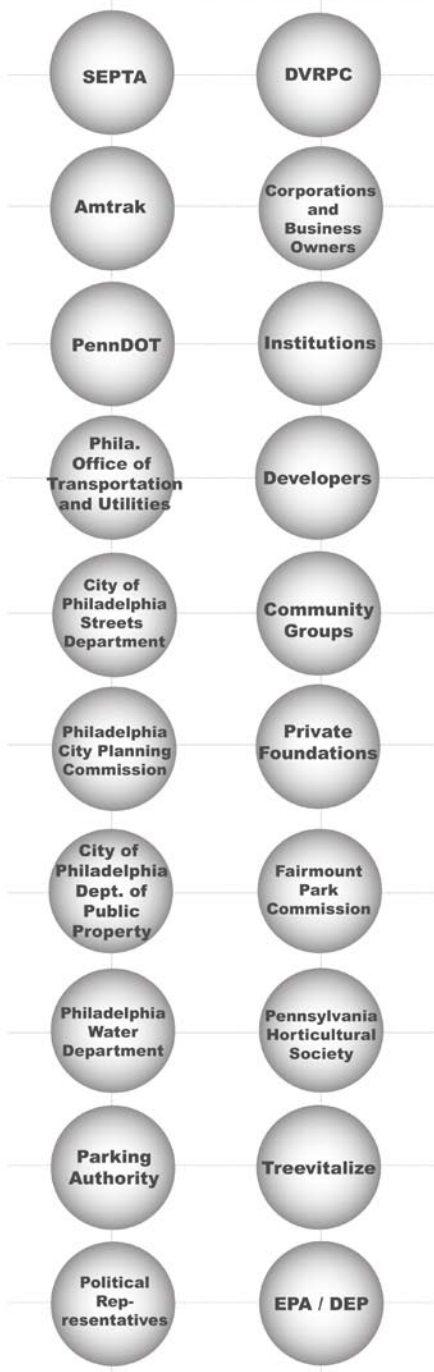 SEPTA
DVRPC
Amtrak
Corporations
and
Business
Owners
PennDOT
Institutions
Phila.
Office of
Transportation
and Utilities
Developers
City of
Philadelphia
Streets
Department
Community
Groups
Philadelphia
City Planning
Commission
Private
Foundations
City of
Philadelphia
Dept. of
Public
Property
Fairmount
Park
Commission
Philadelphia
Water
Department
Pennsylvania
Horticultural
Society
Parking
Authority
Treevitalize
Political
Rep-
resentatives
EPA / DEP